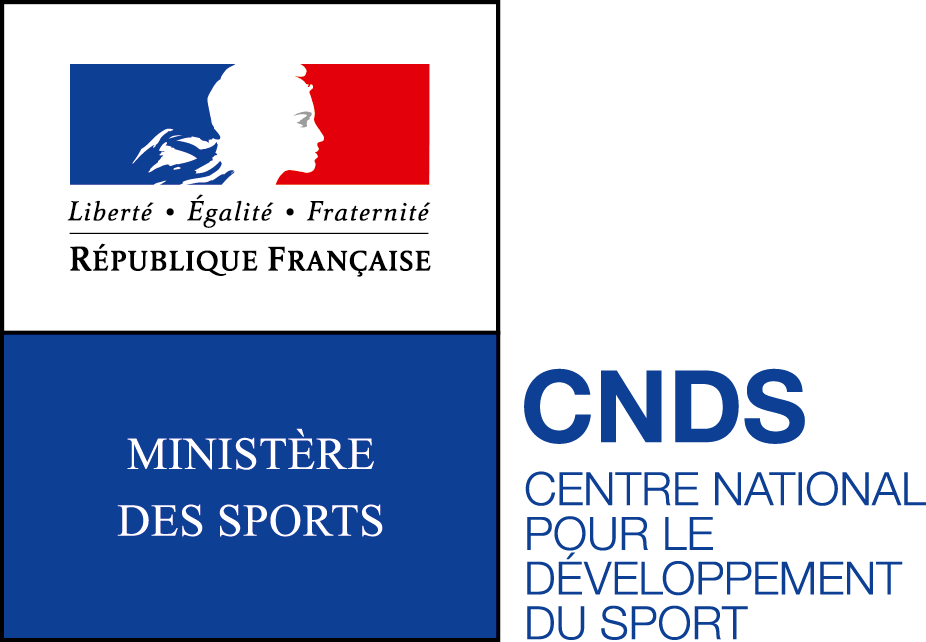 Liberté • Égalité • Fraternité
RÉPUBLIQUE FRANÇAISE
MINISTÈRE
DES SPORTS
CNDS
CENTRE NATIONAL
POUR LE
DÉVELOPPEMENT
DU SPORT